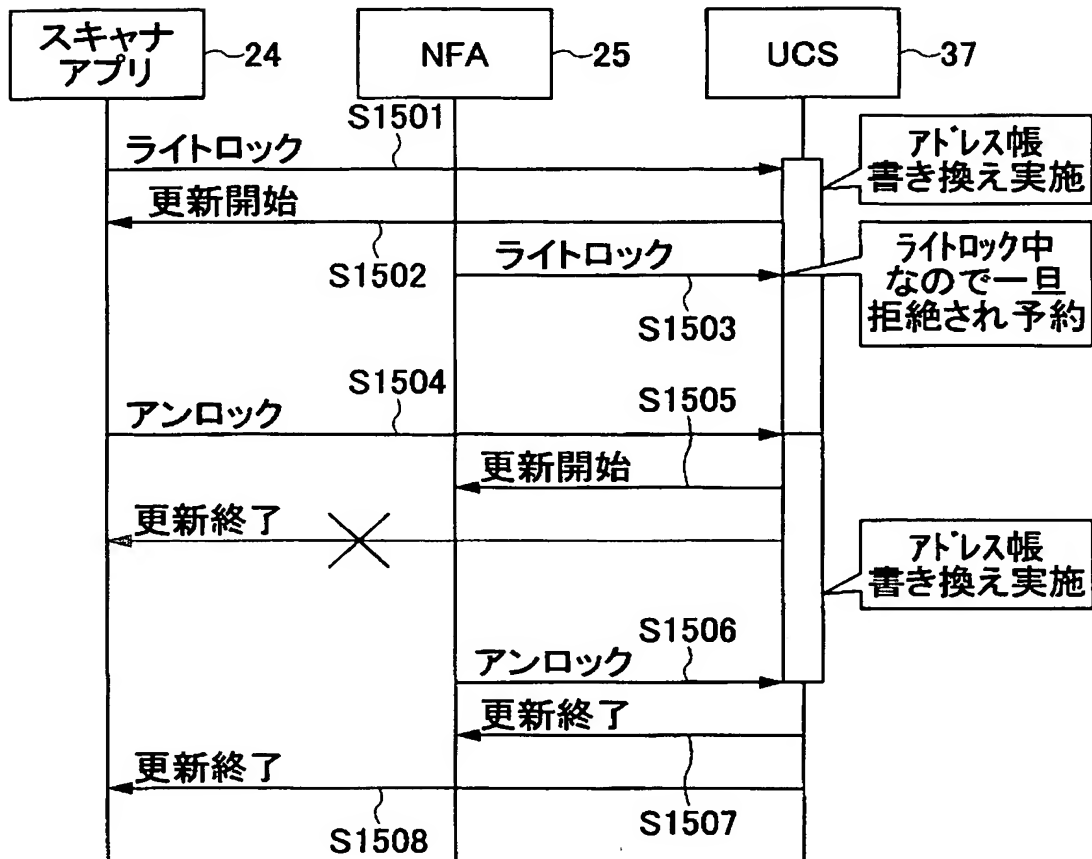 スキャナ
アプリ
24
NFA
25
UCS
37
S1501
ライトロック
アドレス帳
書き換え実施
更新開始
S1502
ライトロック
S1503
ライトロック中
なので一旦
拒絶され予約
S1504
アンロック
S1505
更新開始
更新終了
アドレス帳
書き換え実施
S1506
アンロック
更新終了
S1507
更新終了
S1508